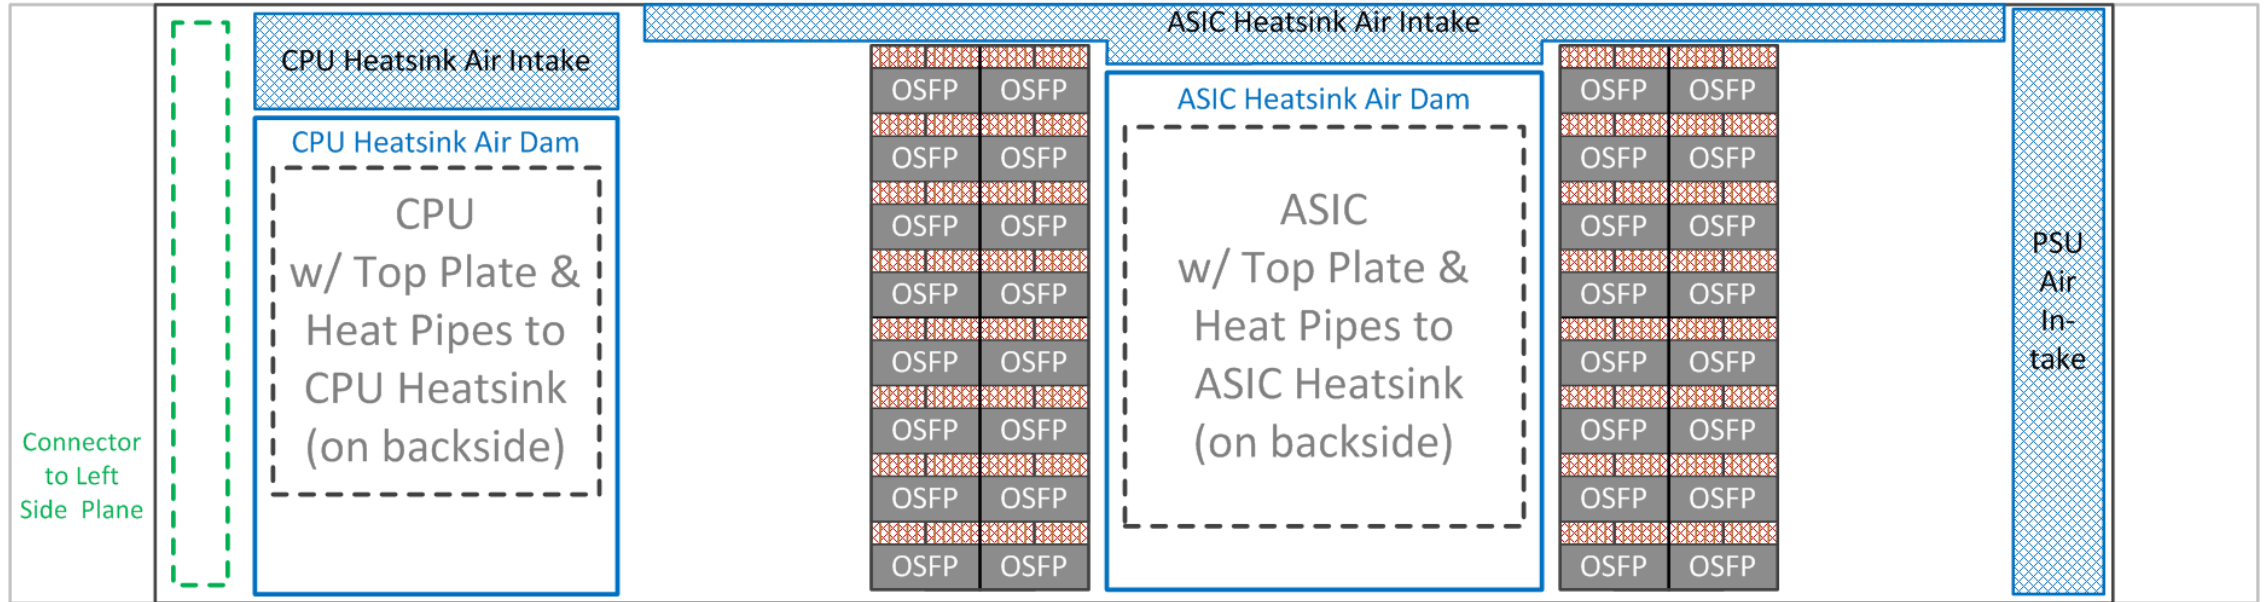 ASIC Heatsink Air Intake
CPU Heatsink Air Intake
CPU Heatsink Air Dam
CPU
w/ Top Plate &
Heat Pipes to
CPU Heatsink
(on backside)
Connector
to Left
Side Plane
OSFP OSFP
OSFP OSFP
OSFP OSFP
OSFP OSFP
OSFP OSFP
OSFP OSFP
OSFP OSFP
OSFP OSFP
ASIC Heatsink Air Dam
ASIC
w/ Top Plate &
Heat Pipes to
ASIC Heatsink
(on backside)
OSFP OSFP
OSFP OSFP
OSFP OSFP
OSFP OSFP
OSFP OSFP
OSFP OSFP
OSFP OSFP
OSFP OSFP
PSU
Air
In-
take